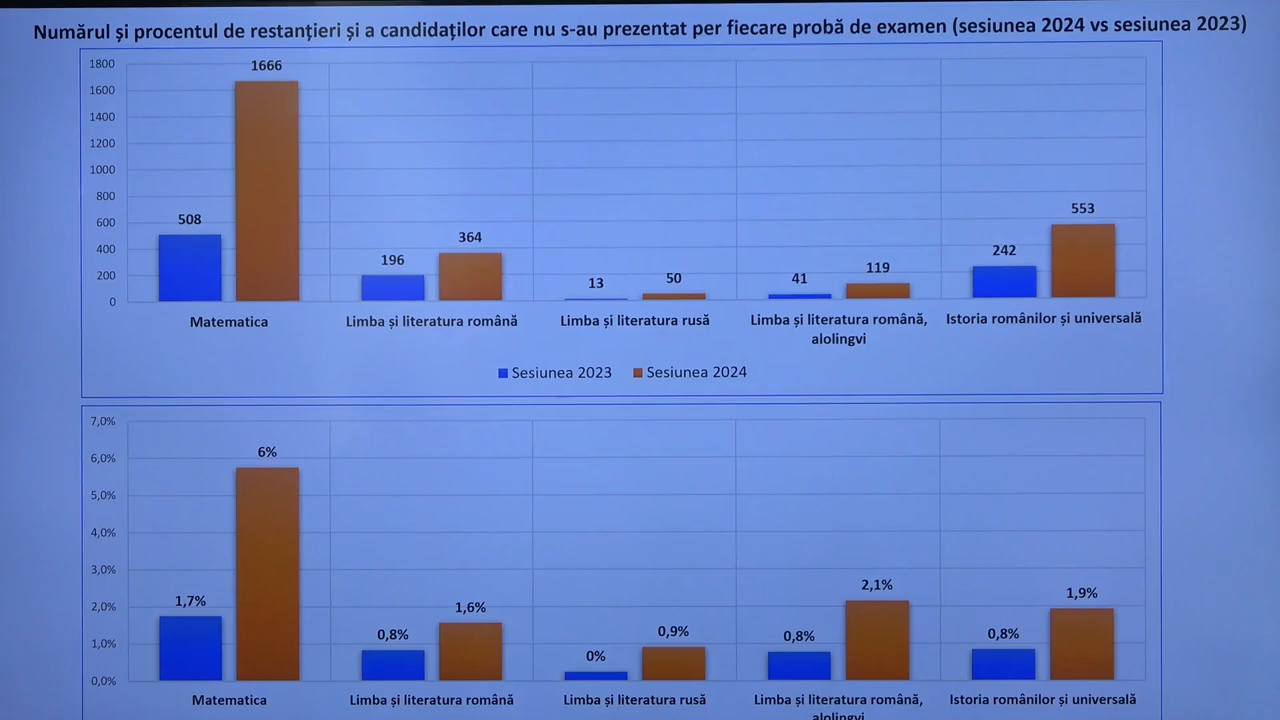 Numărul și procentul de restanțieri și a candidaților care nu s-au prezentat per fiecare probă de examen (sesiunea 2024 vs sesiunea 2023)
1800
1600
1400
1200
1000
800
600
400
200
0
508
1666
196
364
13
50
41
119
242
553
Matematica
Limba și literatura română
Limba și literatura rusă
Limba și literatura română,
alolingvi
Istoria românilor și universală
Sesiunea 2023
Sesiunea 2024
7,0%
6,0%
5,0%
4,0%
3,0%
2,0%
1,0%
0,0%
1,7%
6%
0,8%
1,6%
0%
0,9%
0,8%
2,1%
0,8%
1,9%
Matematica
Limba și literatura română
Limba și literatura rusă
Limba și literatura română,
alolingvi
Istoria românilor și universală